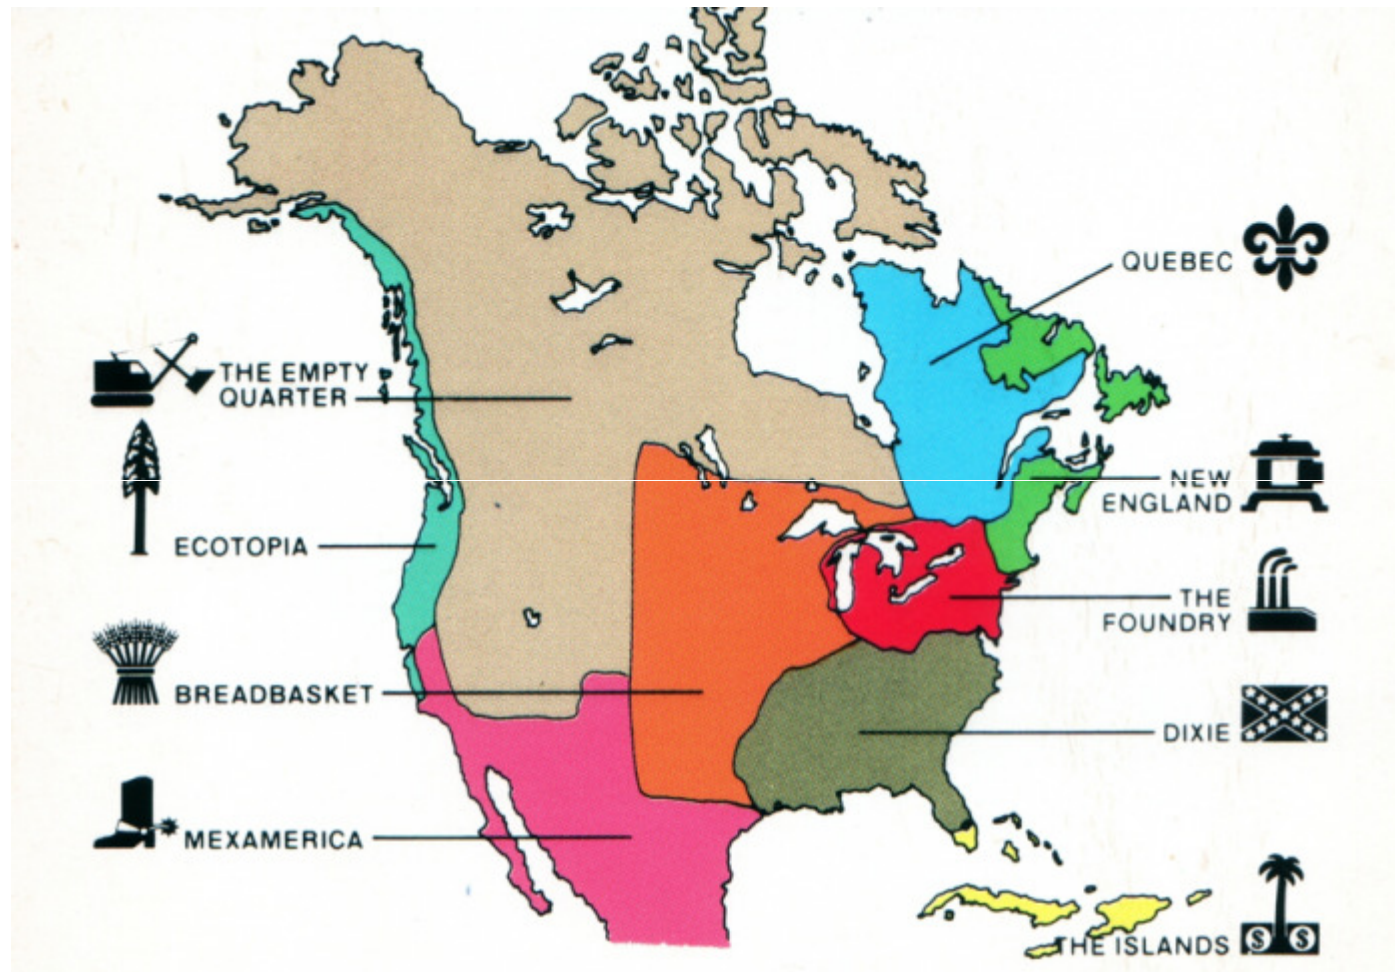 THE EMPTY
QUARTER
ECOTOPIA
BREADBASKET
MEXAMERICA
QUEBEC
NEW
ENGLAND
THE
FOUNDRY
DIXIE
THE ISLANDS
$ $